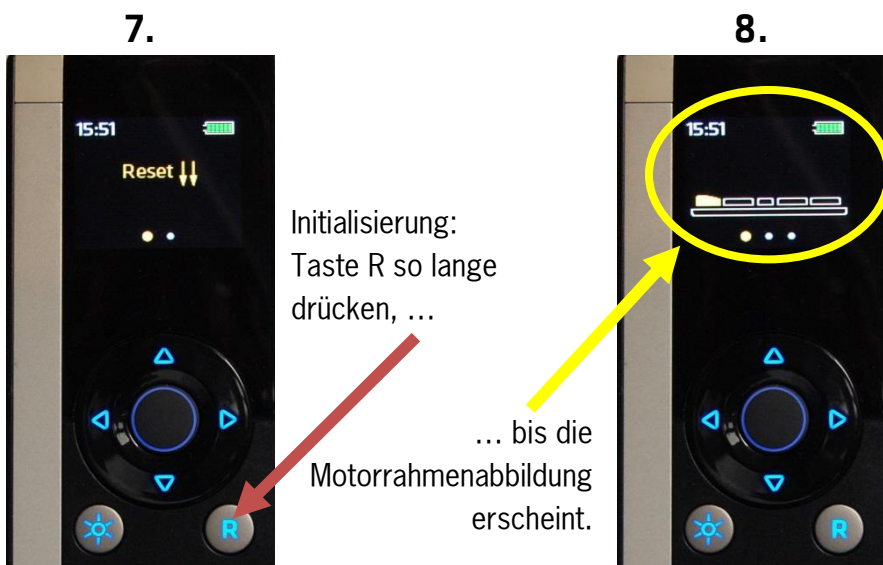 7.
15:51
Reset ↓↓
R
Initialisierung:
Taste R so lange
drücken, …
8.
15:51
R
… bis die
Motorrahmenabbildung
erscheint.